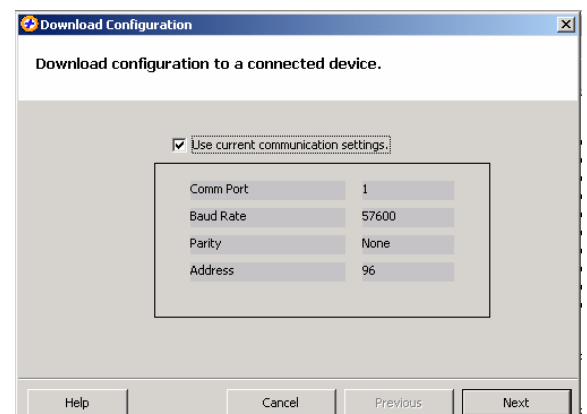 Download Configuration
Download configuration to a connected device.
Use current communication settings.
Comm Port 1
Baud Rate 57600
Parity None
Address 96
Help Cancel Previous Next